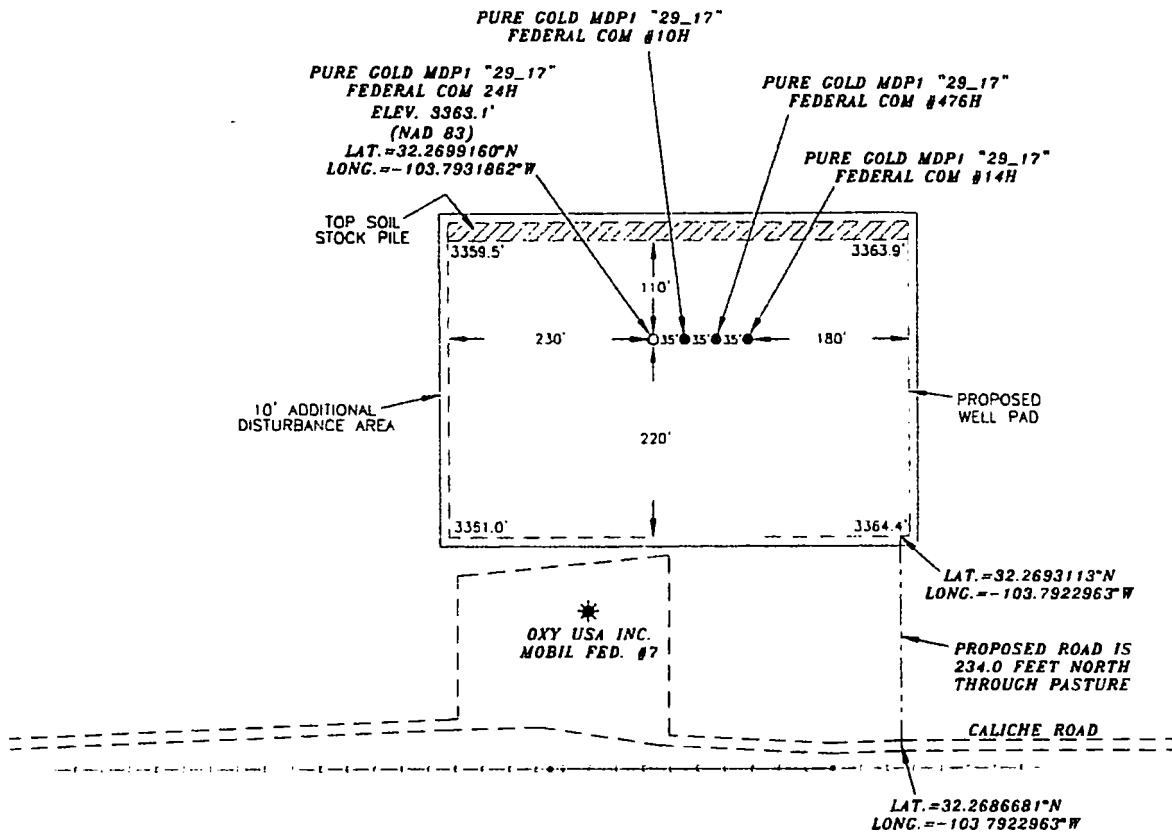 PURE GOLD MDP1 "29_17"
FEDERAL COM #10H
PURE GOLD MDP1 "29_17"
FEDERAL COM 24H
ELEV. 3363.1'
(NAD 83)
LAT.=32.2699160°N
LONG.=-103.7931862°W
PURE GOLD MDP1 "29_17"
FEDERAL COM #476H
PURE GOLD MDP1 "29_17"
FEDERAL COM #14H
TOP SOIL
STOCK PILE
3359.5'
3363.9'
110'
230'
35'
35'
35'
180'
10' ADDITIONAL
DISTURBANCE AREA
PROPOSED
WELL PAD
220'
3351.0'
3364.4'
LAT.=32.2693113°N
LONG.=-103.7922963°W
OXY USA INC.
MOBIL FED. #7
PROPOSED ROAD IS
234.0 FEET NORTH
THROUGH PASTURE
CALICHE ROAD
LAT.=32.2686681°N
LONG.=-103 7922963°W